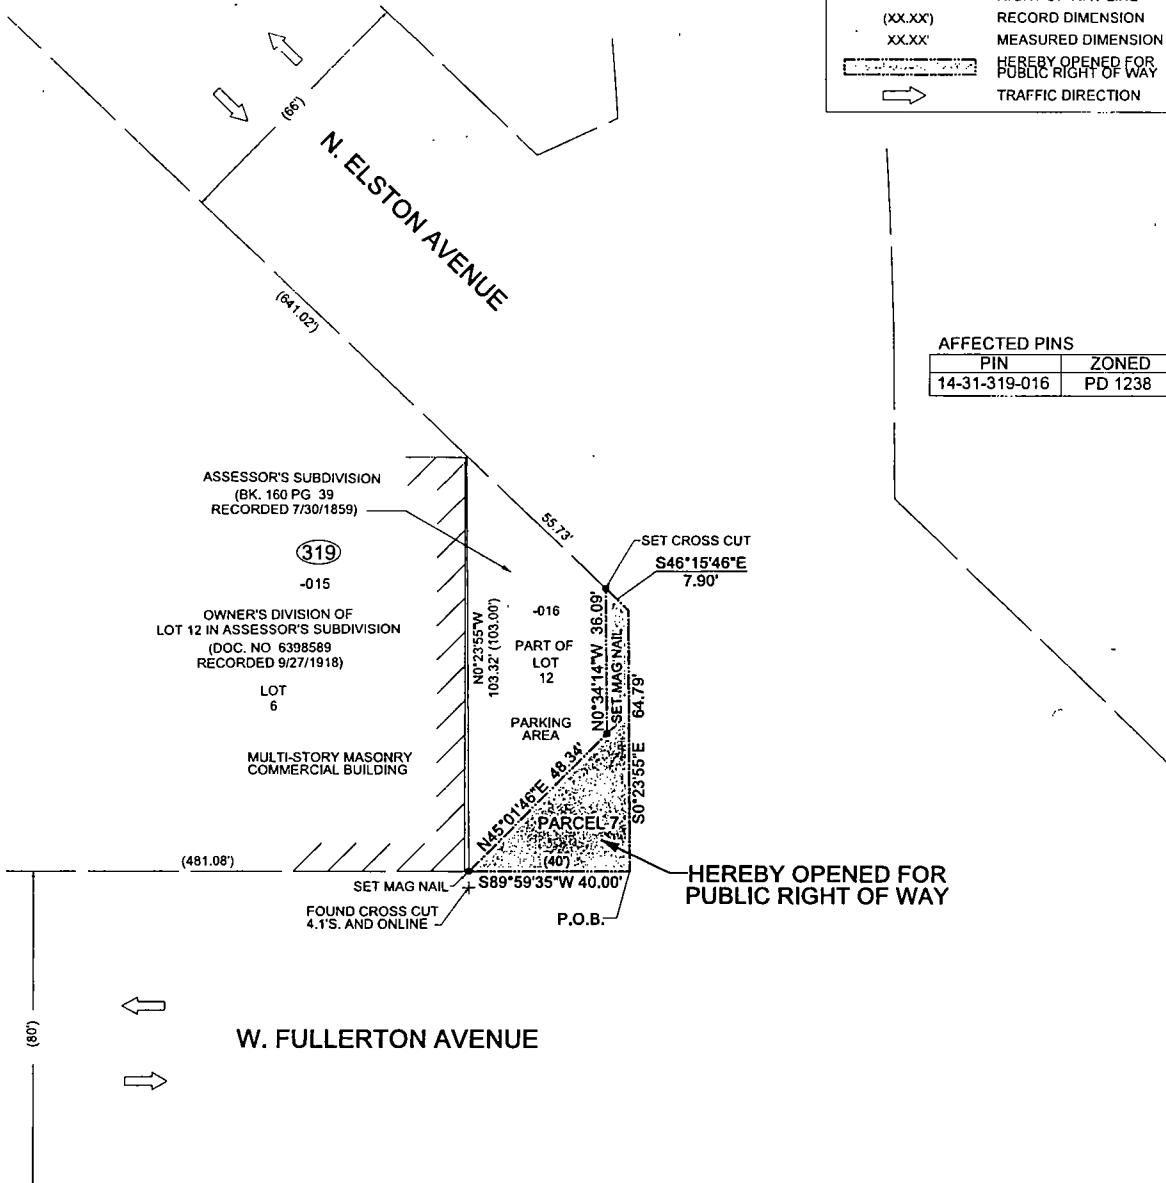 (XX.XX') RECORD DIMENSION
XX.XX' MEASURED DIMENSION
HEREBY OPENED FOR
PUBLIC RIGHT OF WAY
TRAFFIC DIRECTION
(66')
N. ELSTON AVENUE
(641.02')
AFFECTED PINS
PIN ZONED
14-31-319-016 PD 1238
ASSESSOR'S SUBDIVISION
(BK. 160 PG 39
RECORDED 7/30/1859)
319
-015
OWNER'S DIVISION OF
LOT 12 IN ASSESSOR'S SUBDIVISION
(DOC. NO 6398589
RECORDED 9/27/1918)
LOT
6
MULTI-STORY MASONRY
COMMERCIAL BUILDING
55.73'
SET CROSS CUT
S46°15'46"E
7.90'
N0°23'55"W
103.32' (103.00')
-016
PART OF
LOT
12
PARKING
AREA
N0°34'14"W 36.09'
SET MAG NAIL
S0°23'55"E 64.79'
N45°01'46"E 48.34'
PARCEL 7
(481.08')
(40')
S89°59'35"W 40.00'
SET MAG NAIL
FOUND CROSS CUT
4.1'S. AND ONLINE
P.O.B.
HEREBY OPENED FOR
PUBLIC RIGHT OF WAY
(80')
W. FULLERTON AVENUE